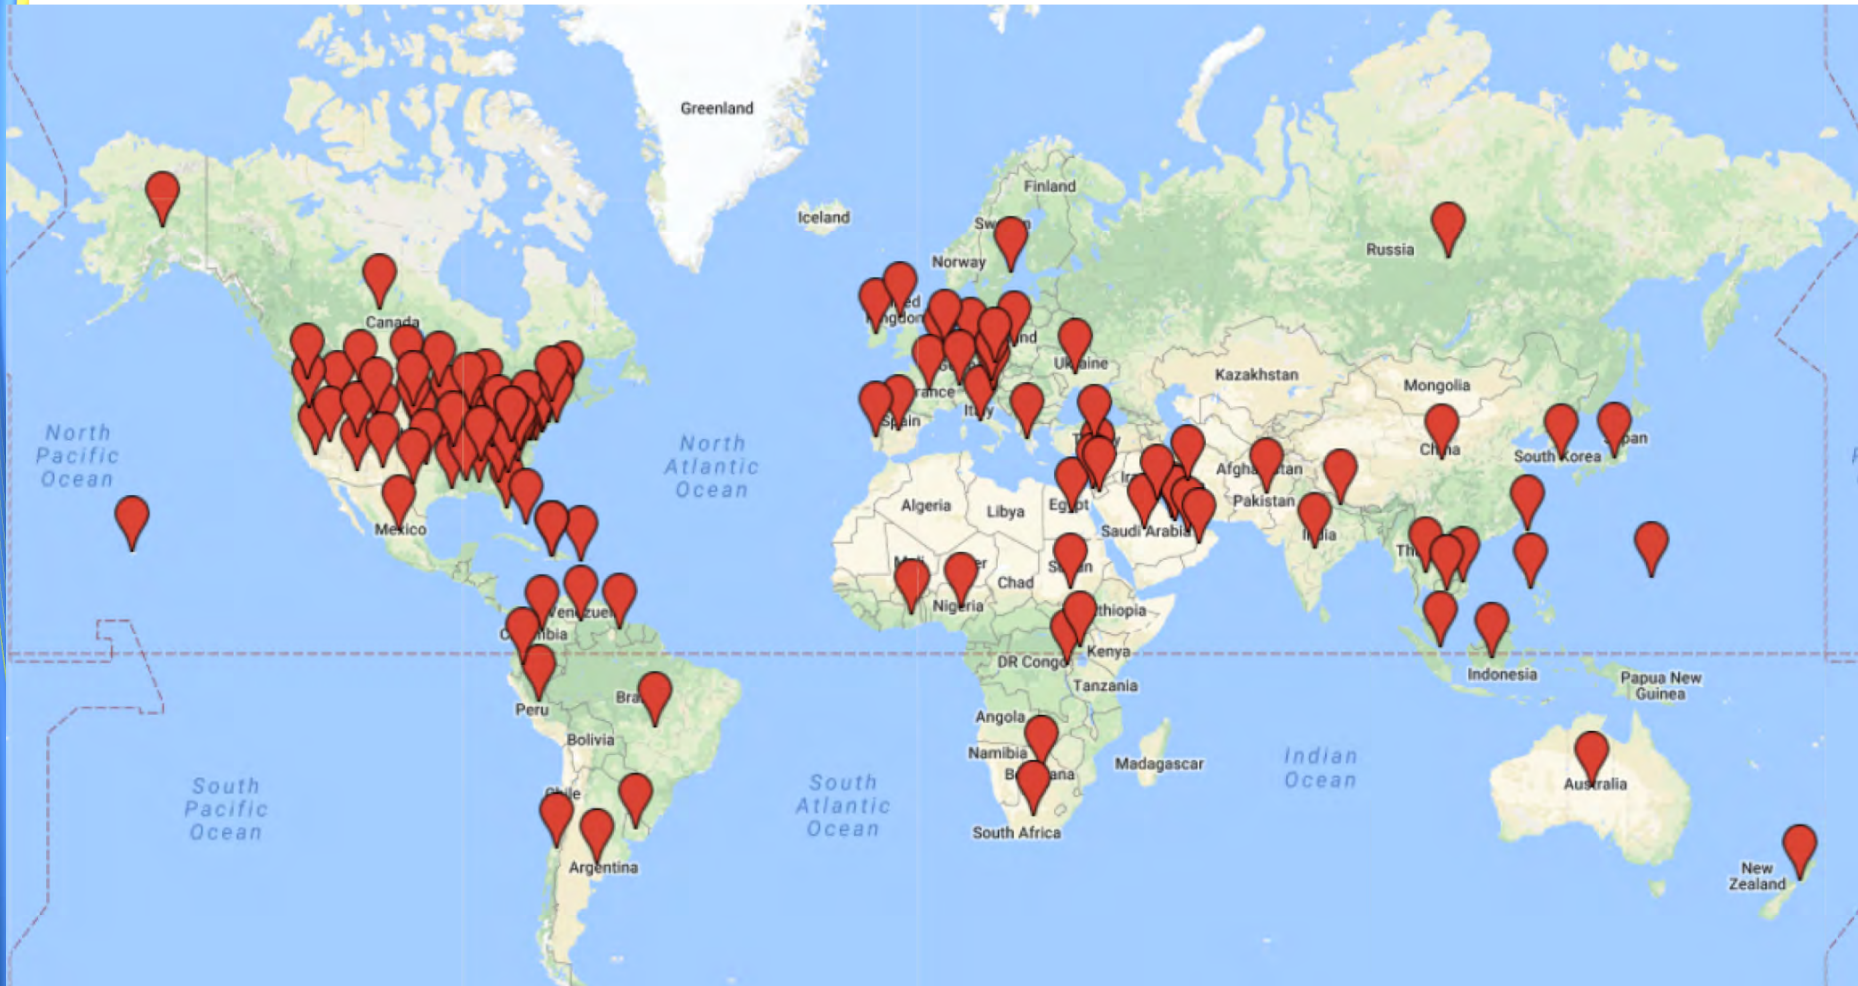 Greenland
Iceland
Finland
Norway
Russia
Canada
Kazakhstan
Mongolia
Italy
Spain
North
Pacific
Ocean
North
Atlantic
Ocean
China
South Korea
Pakistan
Algeria
Libya
Egypt
Saudi Arabia
Mexico
Chad
Nigeria
Kenya
DR Congo
Tanzania
Indonesia
Papua New
Guinea
Peru
Angola
Bolivia
Namibia
Madagascar
Indian
Ocean
South
Pacific
Ocean
South
Atlantic
Ocean
Australia
South Africa
Argentina
New
Zealand